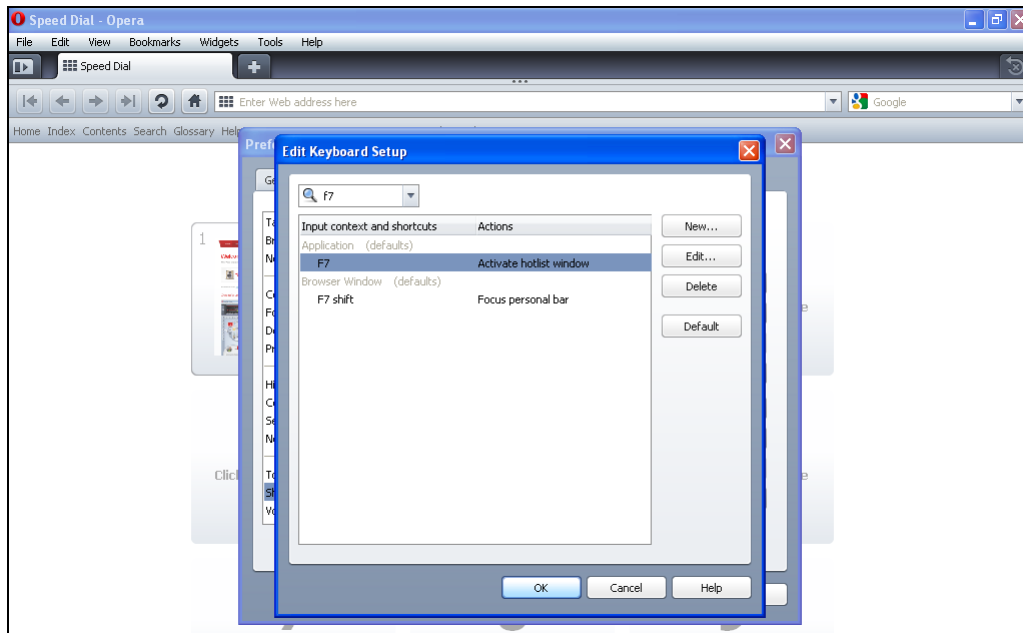 Speed Dial - Opera
File Edit View Bookmarks Widgets Tools Help
Speed Dial
Enter Web address here
Google
Home Index Contents Search Glossary Help
Edit Keyboard Setup
f7
Input context and shortcuts Actions
Application (defaults)
F7 Activate hotlist window
Browser Window (defaults)
F7 shift Focus personal bar
New...
Edit...
Delete
Default
1
OK Cancel Help